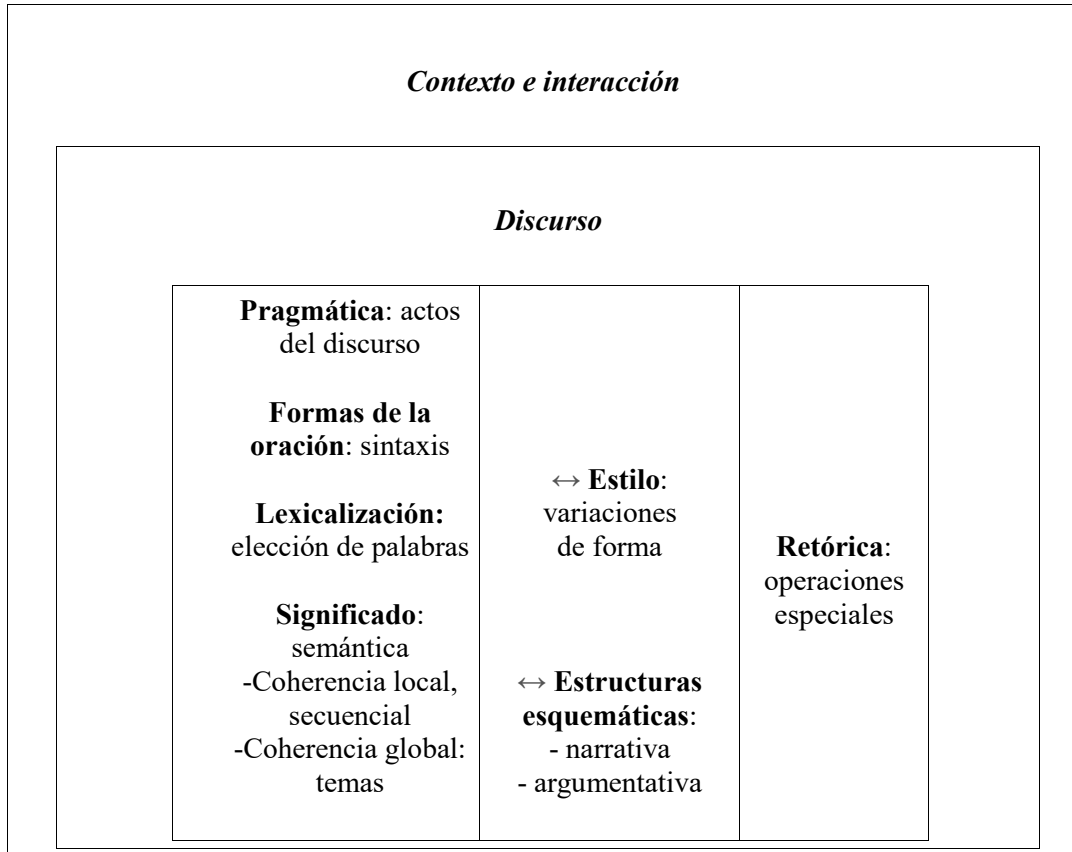 Contexto e interacción
Discurso
Pragmática: actos
del discurso
Formas de la
oración: sintaxis
Lexicalización:
elección de palabras
Significado:
semántica
-Coherencia local,
secuencial
-Coherencia global:
temas
↔ Estilo:
variaciones
de forma
↔ Estructuras
esquemáticas:
- narrativa
- argumentativa
Retórica:
operaciones
especiales